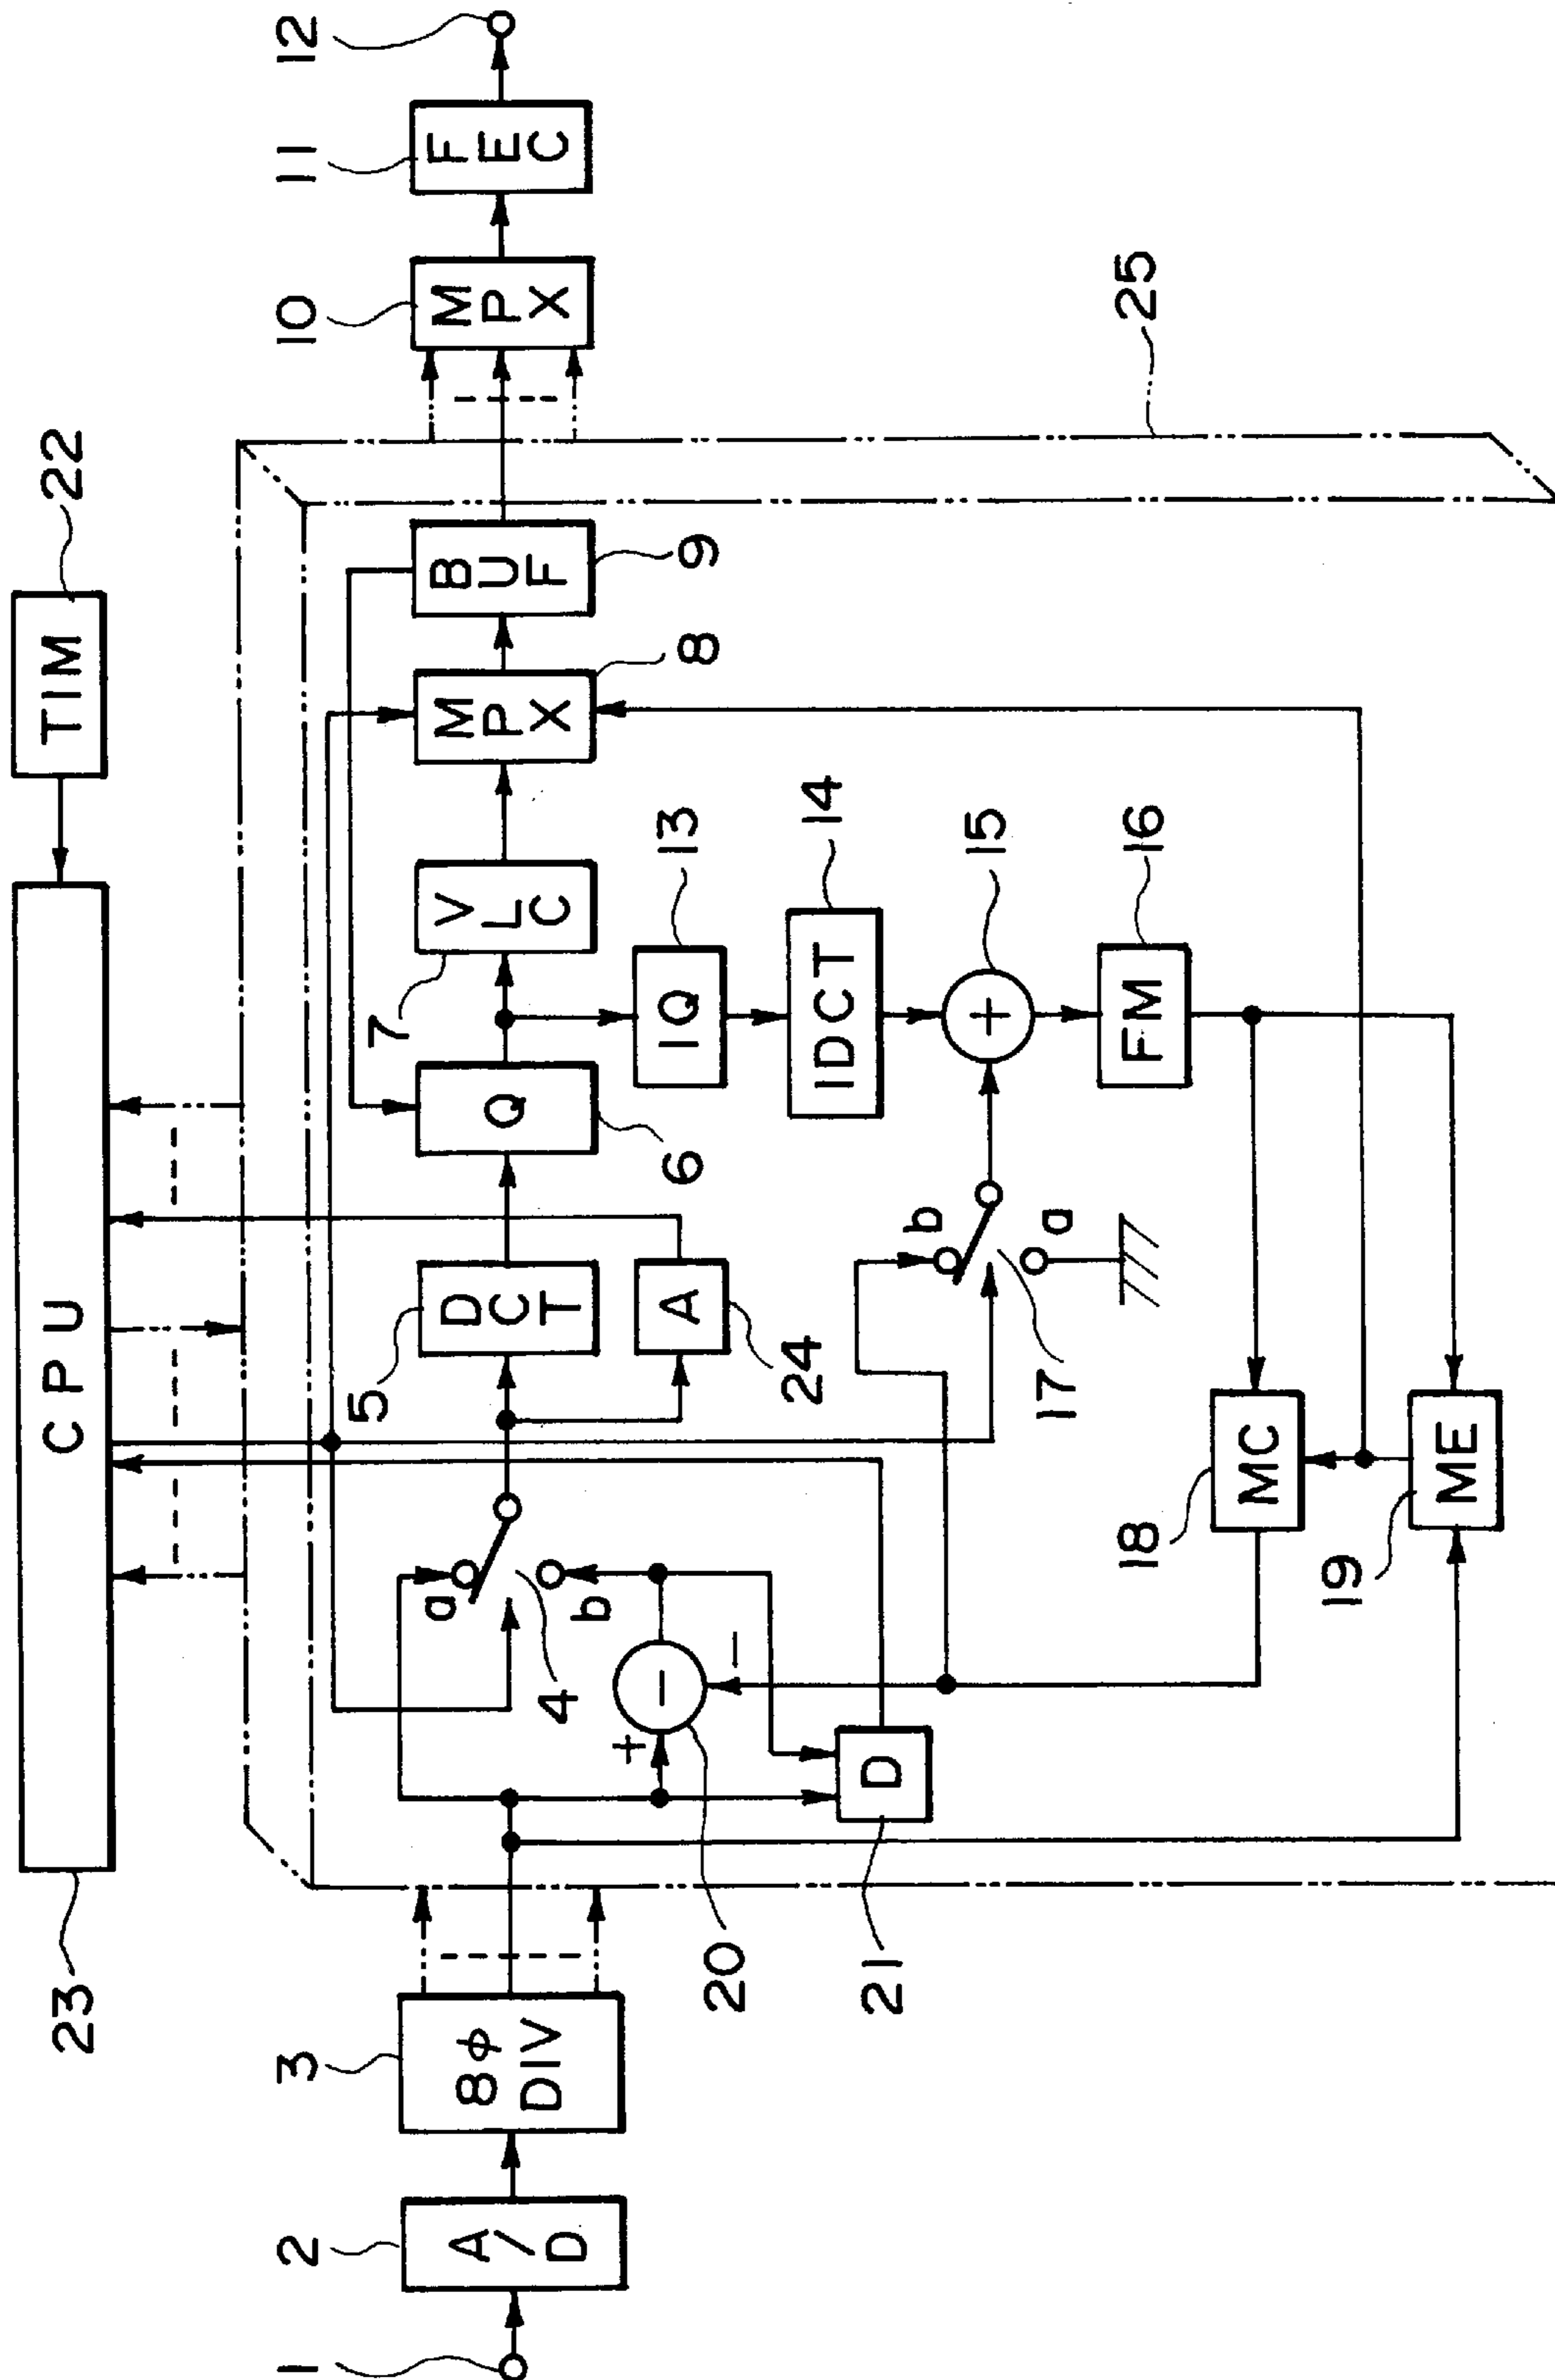 TIM
22
CPU
23
1
2
A/D
3
8φ
DIV
4
a
b
5
DCT
Q
6
7
VLC
MPX
8
BUF
9
10
MPX
11
FEC
12
A
24
IQ
13
IDCT
14
+
15
FM
16
b
a
17
−
+
−
20
D
21
MC
18
ME
19
25